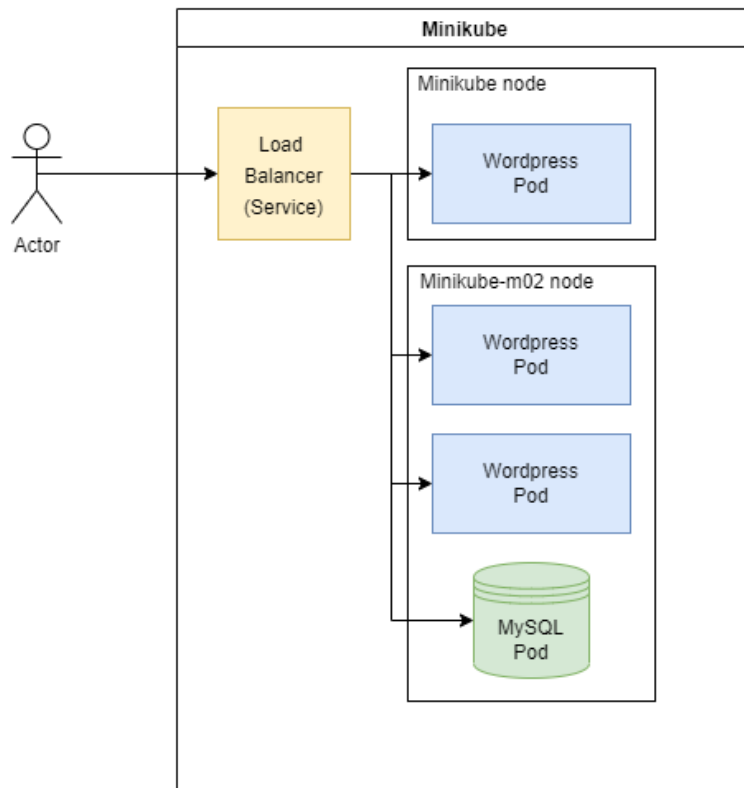 Minikube
Minikube node
Load
Balancer
(Service)
Wordpress
Pod
Actor
Minikube-m02 node
Wordpress
Pod
Wordpress
Pod
MySQL
Pod